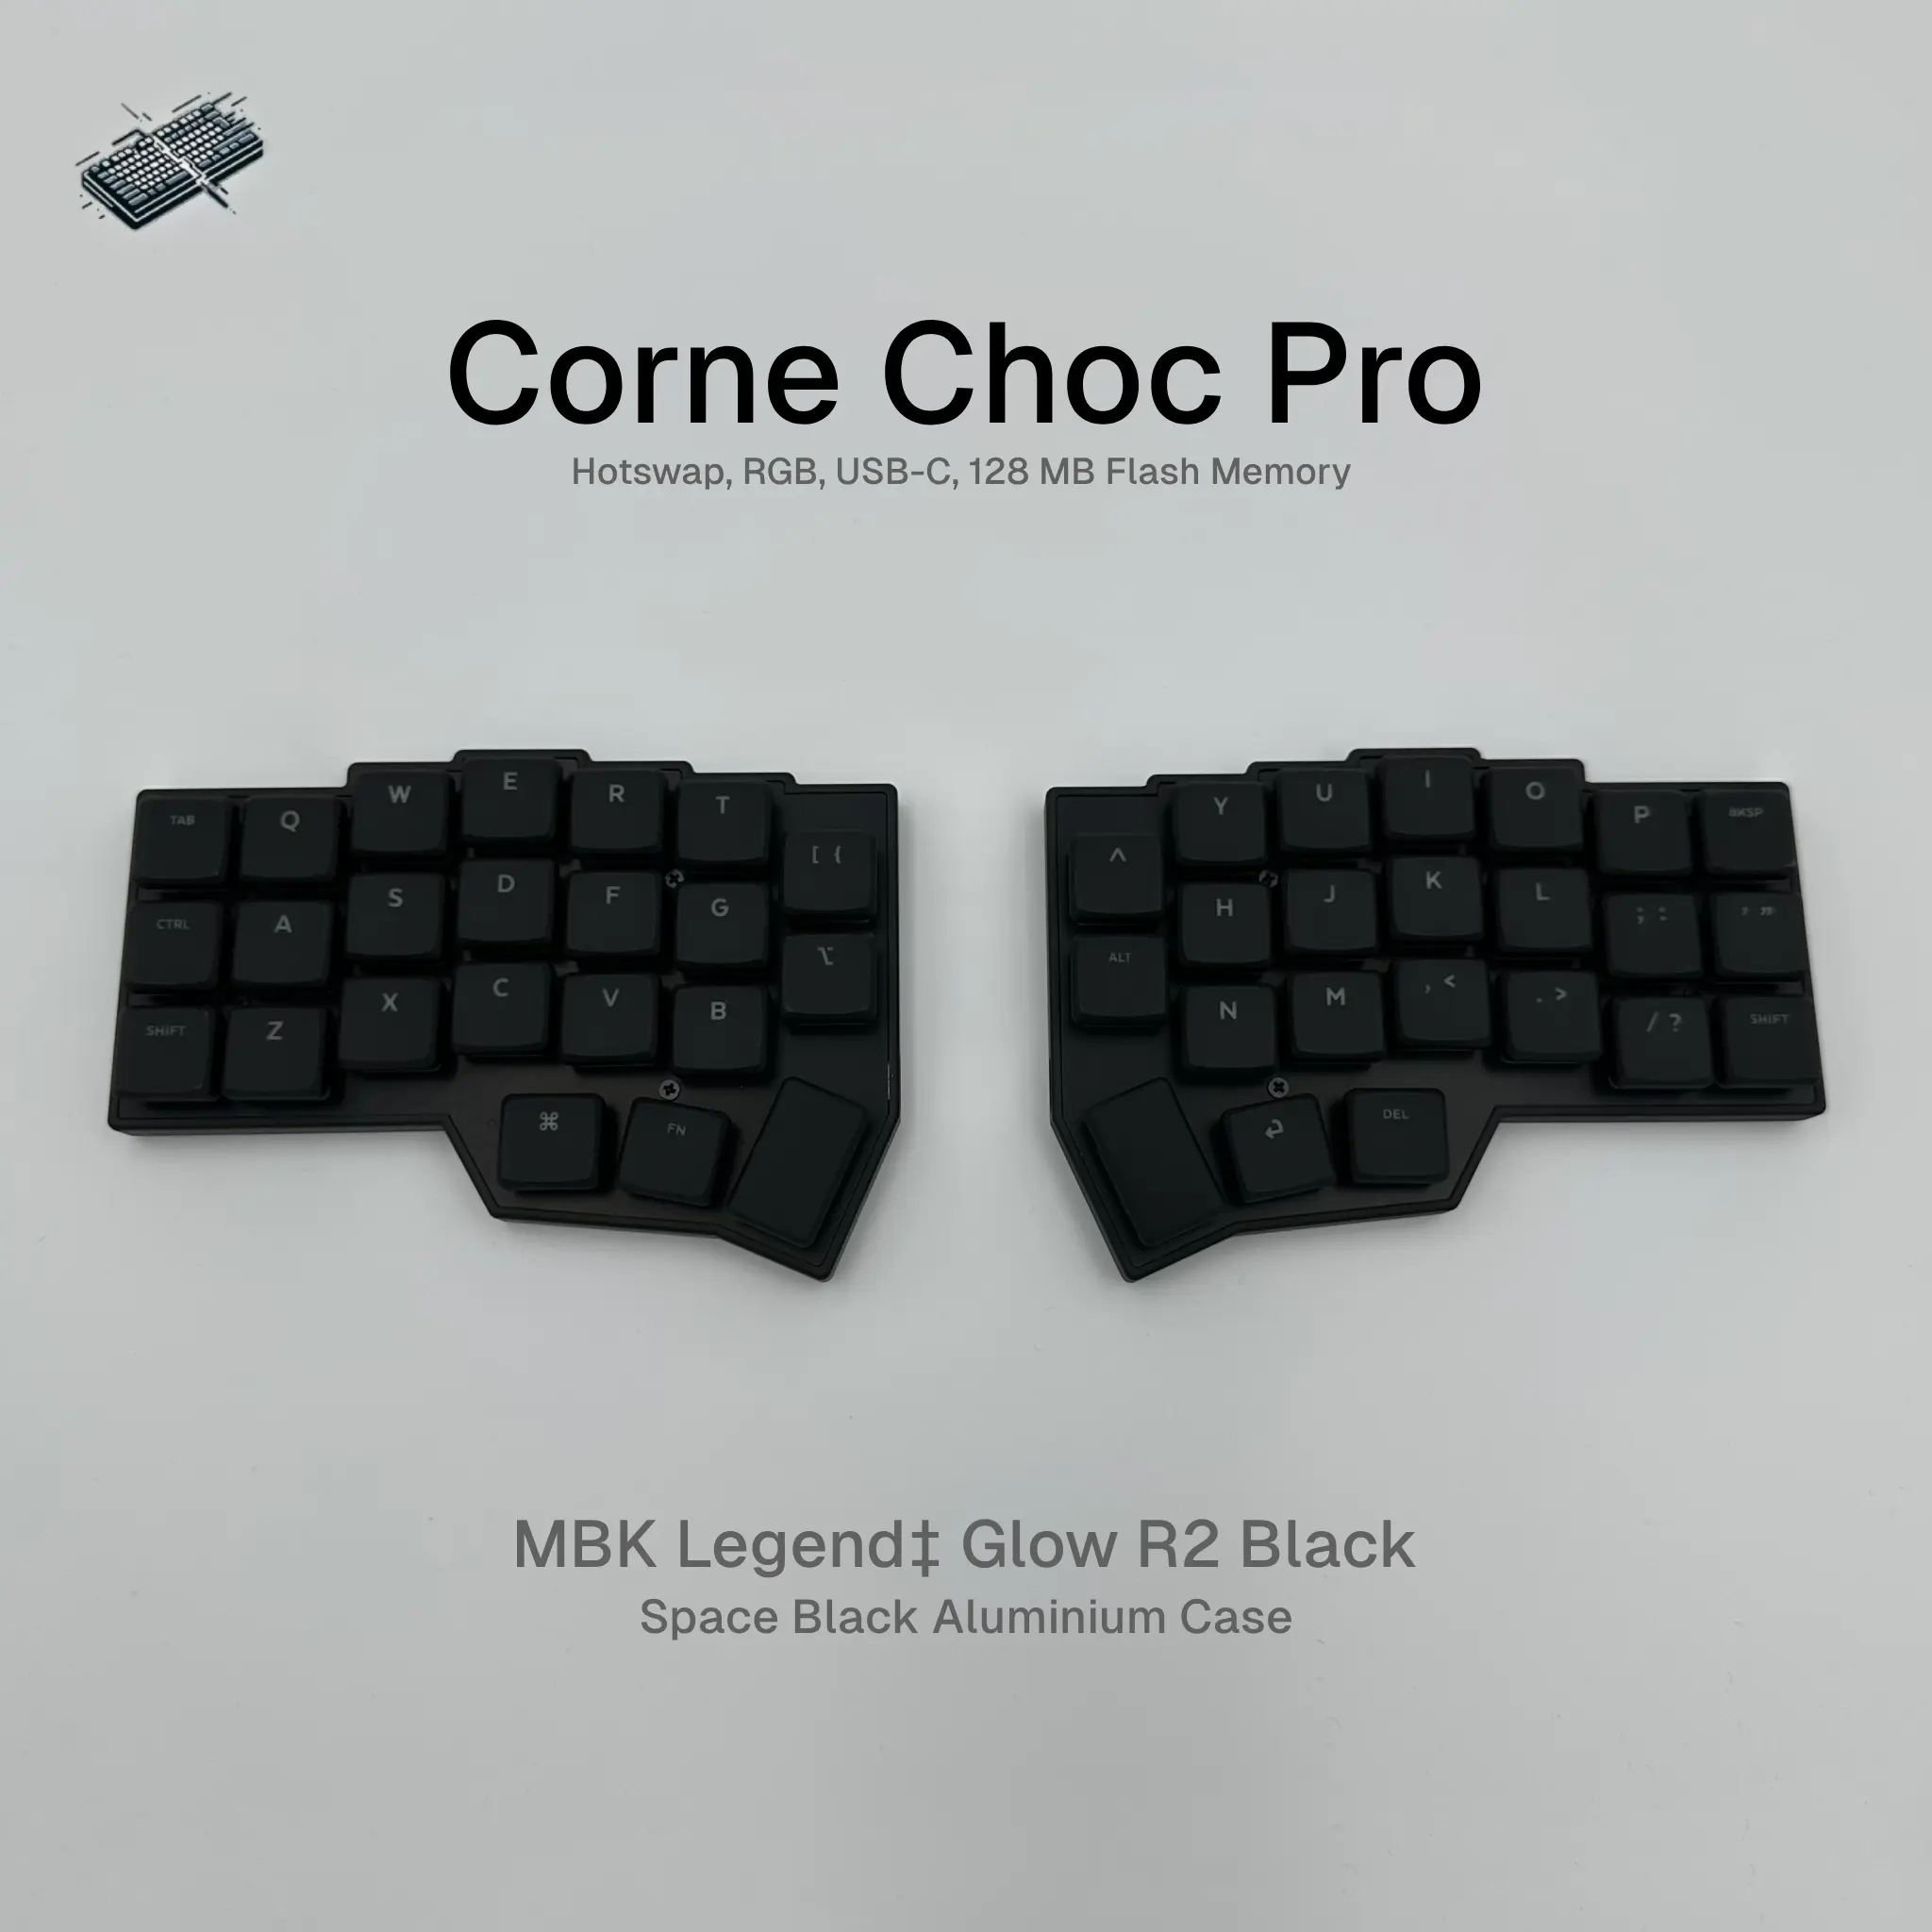 Corne Choc Pro
Hotswap, RGB, USB-C, 128 MB Flash Memory
TAB Q W E R T [ {
CTRL A S D F G ⌥
SHIFT Z X C V B
⌘ FN
^ Y U I O P BKSP
ALT H J K L ; : ' "
N M , < . > / ? SHIFT
↵ DEL
MBK Legend‡ Glow R2 Black
Space Black Aluminium Case